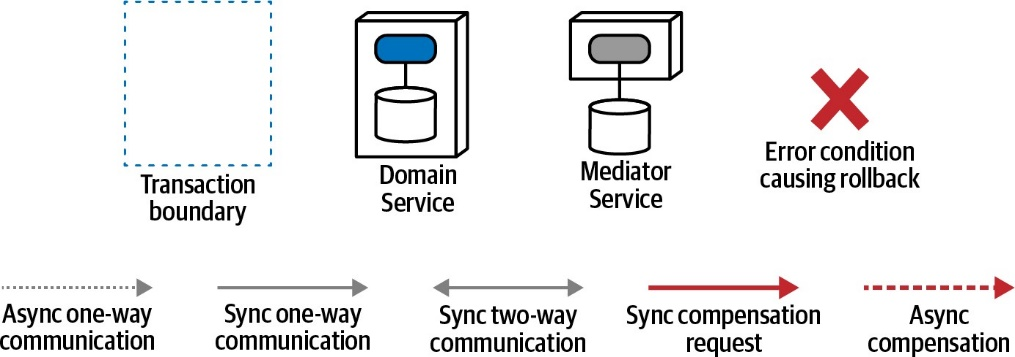 Transaction
boundary
Domain
Service
Mediator
Service
Error condition
causing rollback
Async one-way
communication
Sync one-way
communication
Sync two-way
communication
Sync compensation
request
Async
compensation